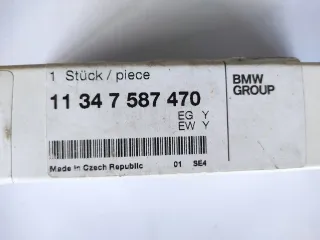 1 Stück / piece
11 34 7 587 470
EG Y
EW Y
Made in Czech Republic 01 SE4
BMW
GROUP